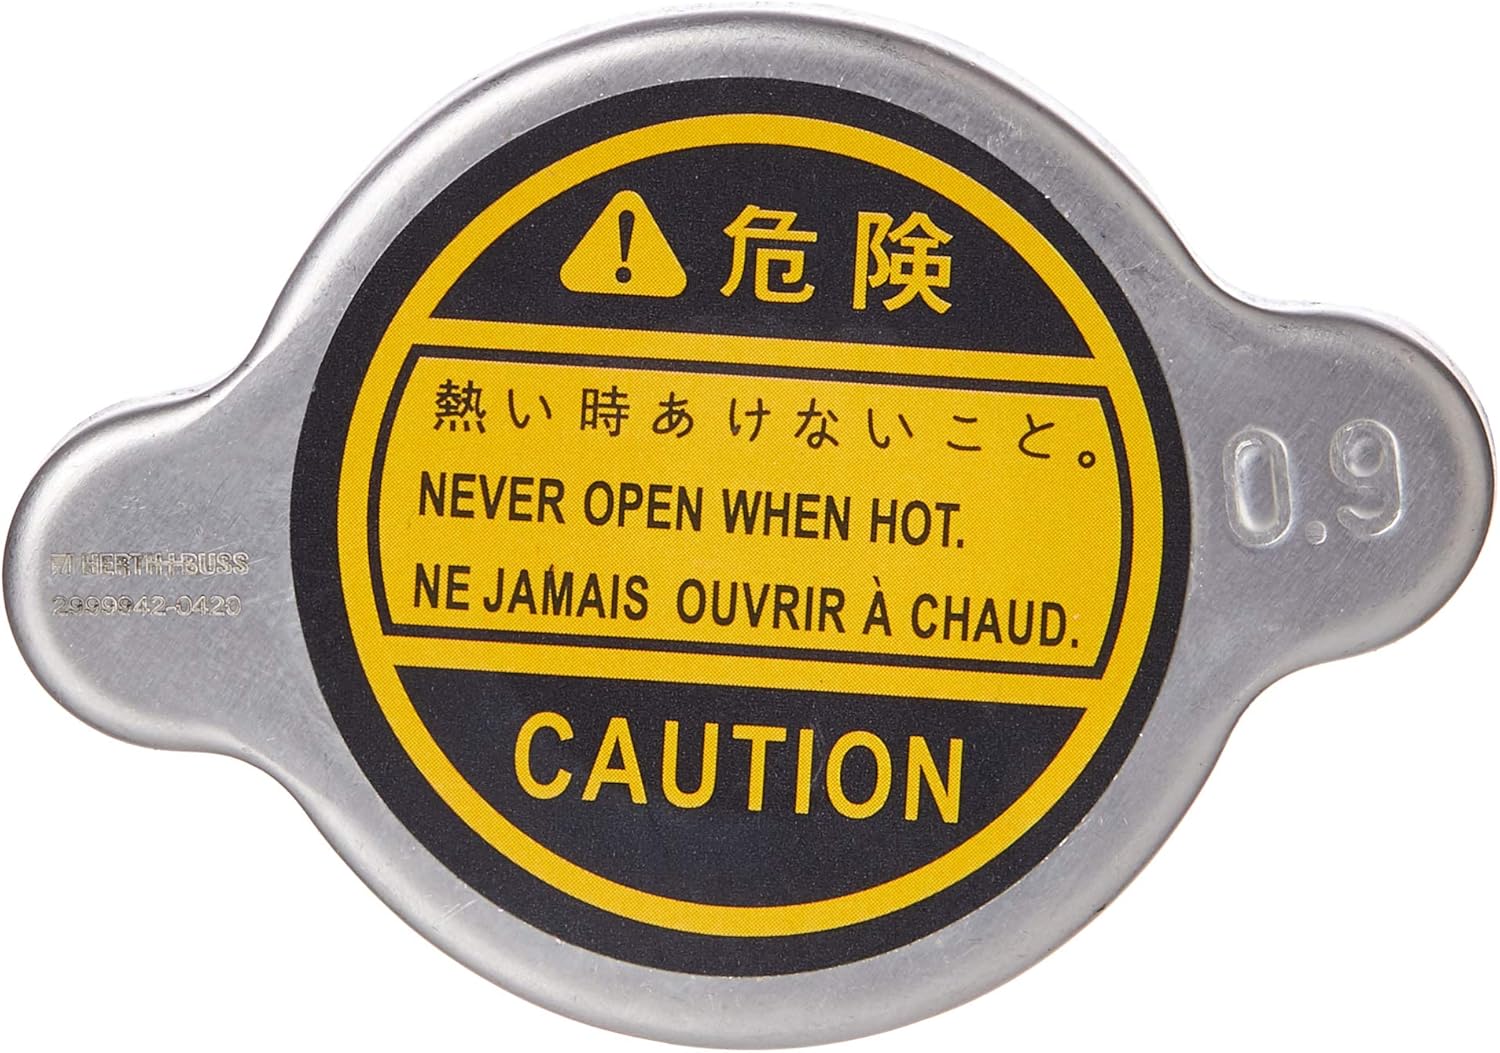 危険
熱い時あけないこと。
NEVER OPEN WHEN HOT.
NE JAMAIS OUVRIR À CHAUD.
CAUTION
0.9
HERTH+BUSS
2999942-0420